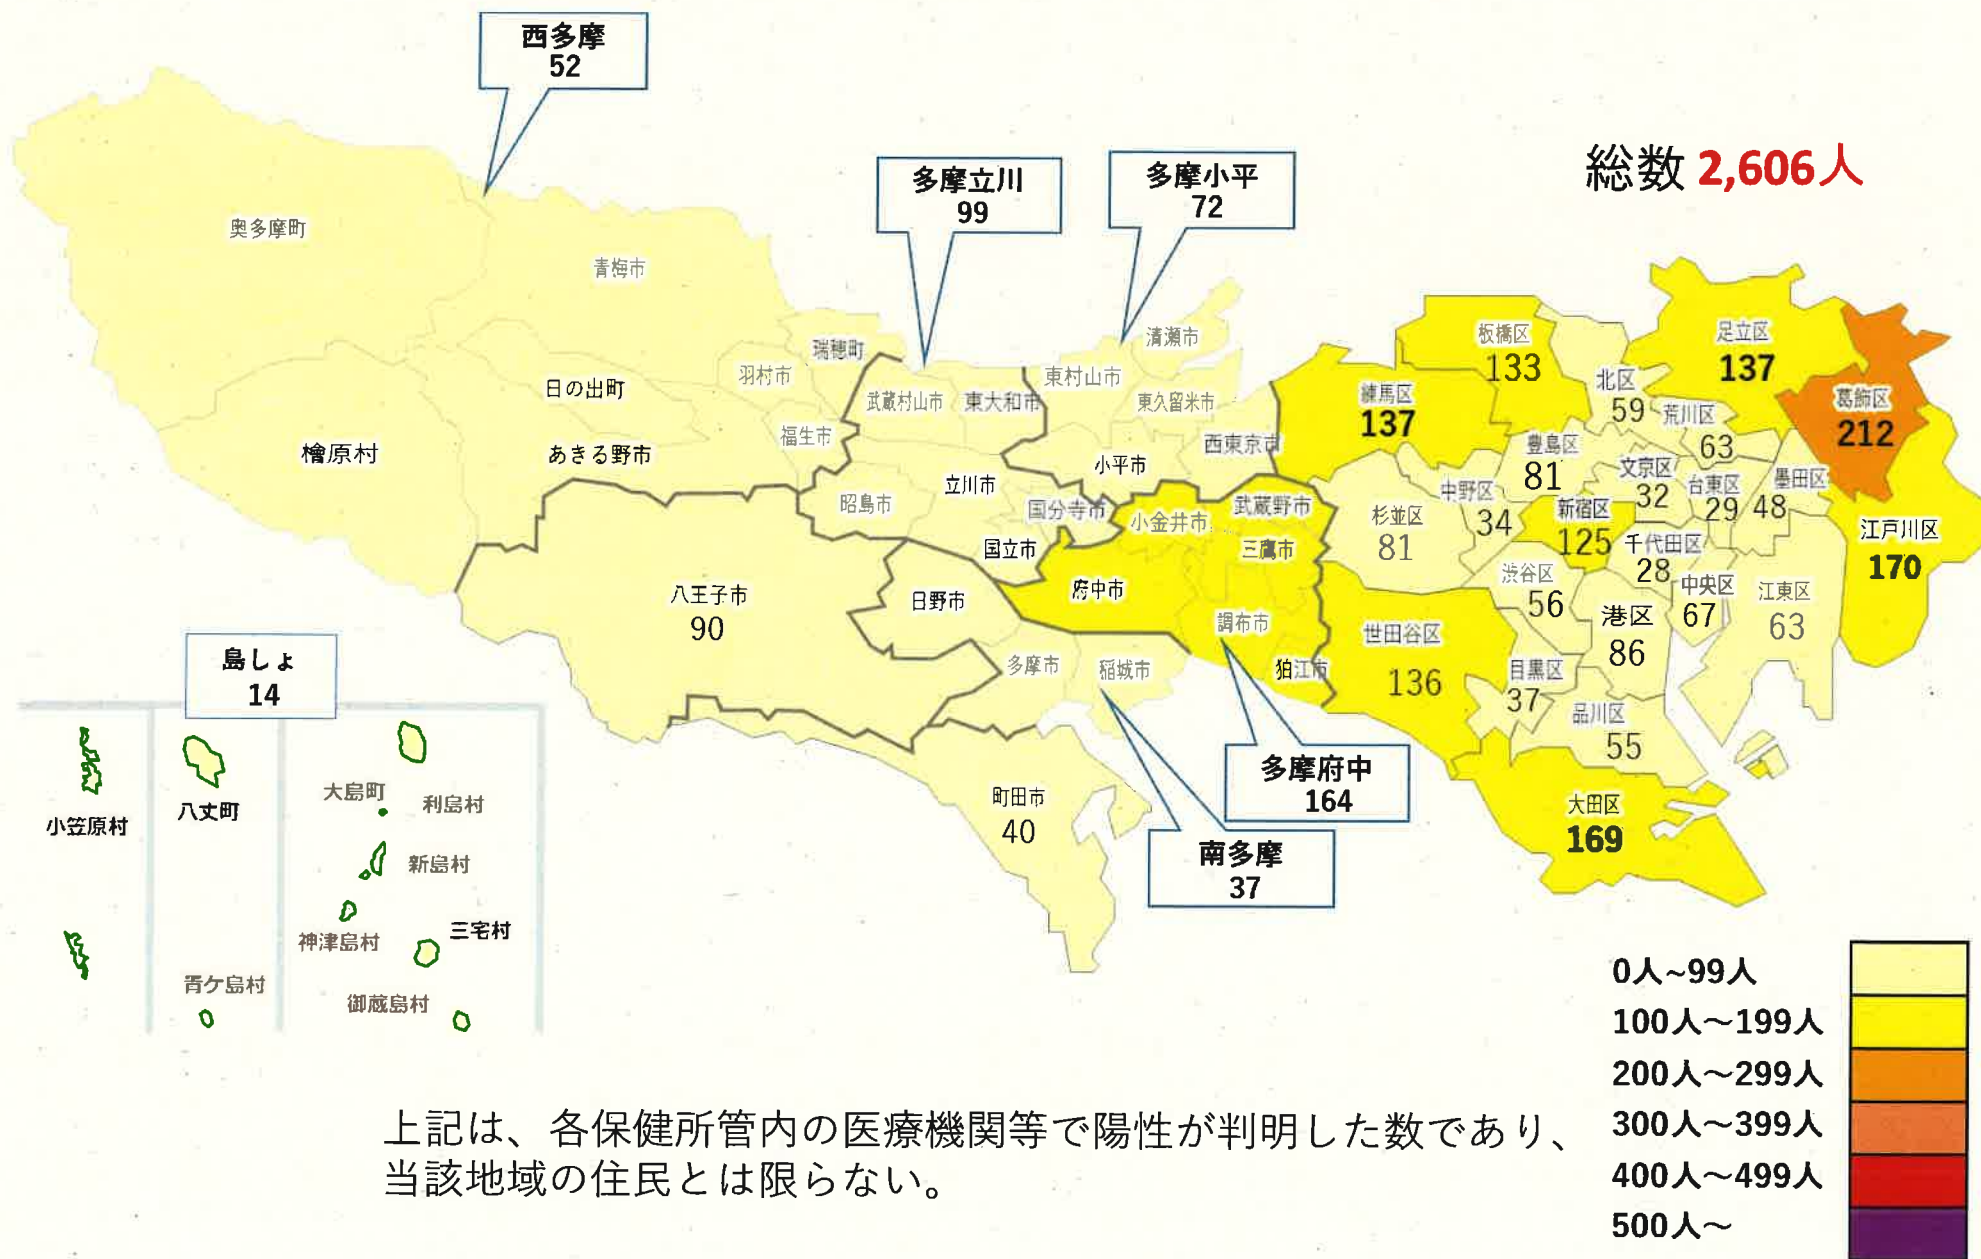 西多摩
52
多摩立川
99
多摩小平
72
総数 2,606人
奥多摩町
青梅市
瑞穂町
羽村市
日の出町
福生市
檜原村
あきる野市
武蔵村山市
東大和市
東村山市
清瀬市
東久留米市
西東京市
小平市
昭島市
立川市
国分寺市
国立市
小金井市
武蔵野市
三鷹市
府中市
調布市
狛江市
八王子市
90
日野市
多摩市
稲城市
町田市
40
多摩府中
164
南多摩
37
板橋区
133
練馬区
137
北区
59
足立区
137
葛飾区
212
荒川区
63
豊島区
81
文京区
32
台東区
29
墨田区
48
江戸川区
170
中野区
34
杉並区
81
新宿区
125
千代田区
28
渋谷区
56
中央区
67
江東区
63
港区
86
世田谷区
136
目黒区
37
品川区
55
大田区
169
島しょ
14
小笠原村
八丈町
青ケ島村
大島町
利島村
新島村
神津島村
三宅村
御蔵島村
0人~99人
100人～199人
200人～299人
300人～399人
400人～499人
500人～
上記は、各保健所管内の医療機関等で陽性が判明した数であり、
当該地域の住民とは限らない。